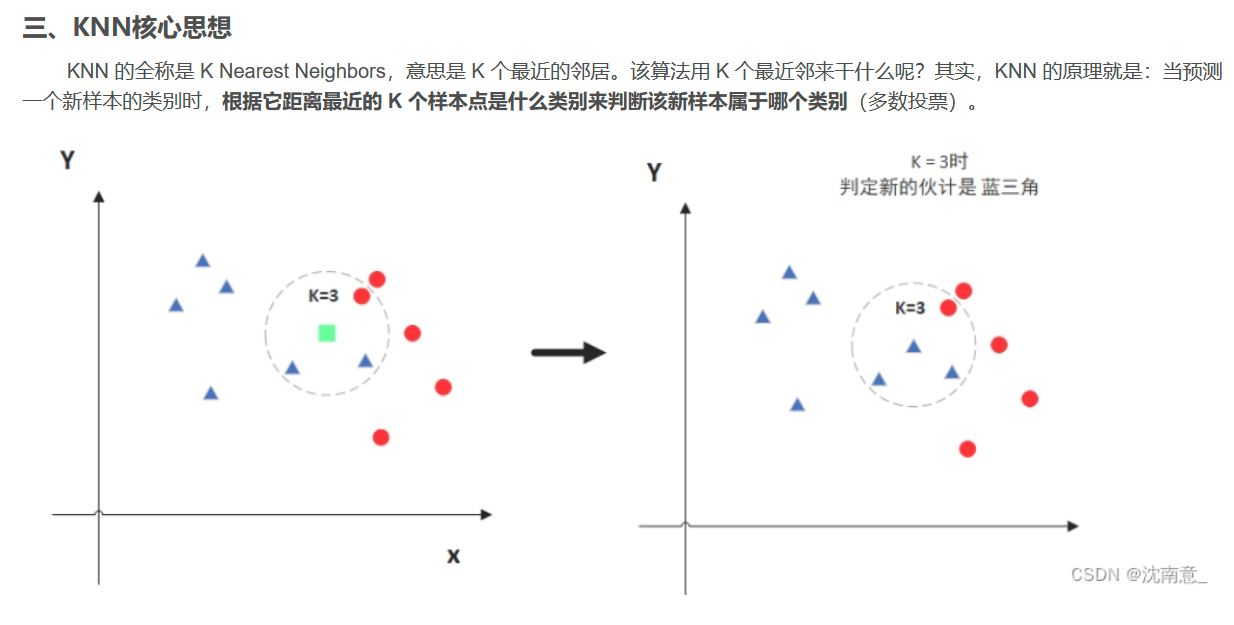 三、KNN核心思想
KNN 的全称是 K Nearest Neighbors，意思是 K 个最近的邻居。该算法用 K 个最近邻来干什么呢？其实，KNN 的原理就是：当预测
一个新样本的类别时，根据它距离最近的 K 个样本点是什么类别来判断该新样本属于哪个类别（多数投票）。
Y
K=3
X
Y
K = 3时
判定新的伙计是 蓝三角
K=3
CSDN @沈南意_